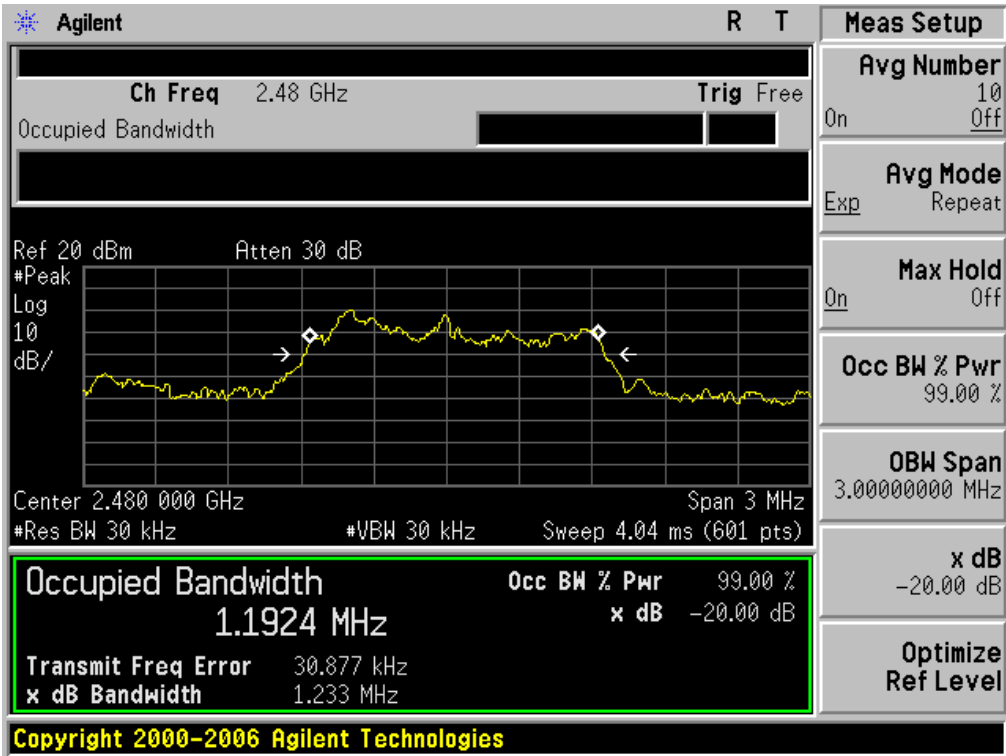 Agilent R T
Ch Freq 2.48 GHz Trig Free
Occupied Bandwidth
Ref 20 dBm Atten 30 dB
#Peak
Log
10
dB/
Center 2.480 000 GHz Span 3 MHz
#Res BW 30 kHz #VBW 30 kHz Sweep 4.04 ms (601 pts)
Occupied Bandwidth Occ BW % Pwr 99.00 %
1.1924 MHz x dB -20.00 dB
Transmit Freq Error 30.877 kHz
x dB Bandwidth 1.233 MHz
Copyright 2000-2006 Agilent Technologies
Meas Setup
Avg Number
10
On Off
Avg Mode
Exp Repeat
Max Hold
On Off
Occ BW % Pwr
99.00 %
OBW Span
3.00000000 MHz
x dB
-20.00 dB
Optimize
Ref Level